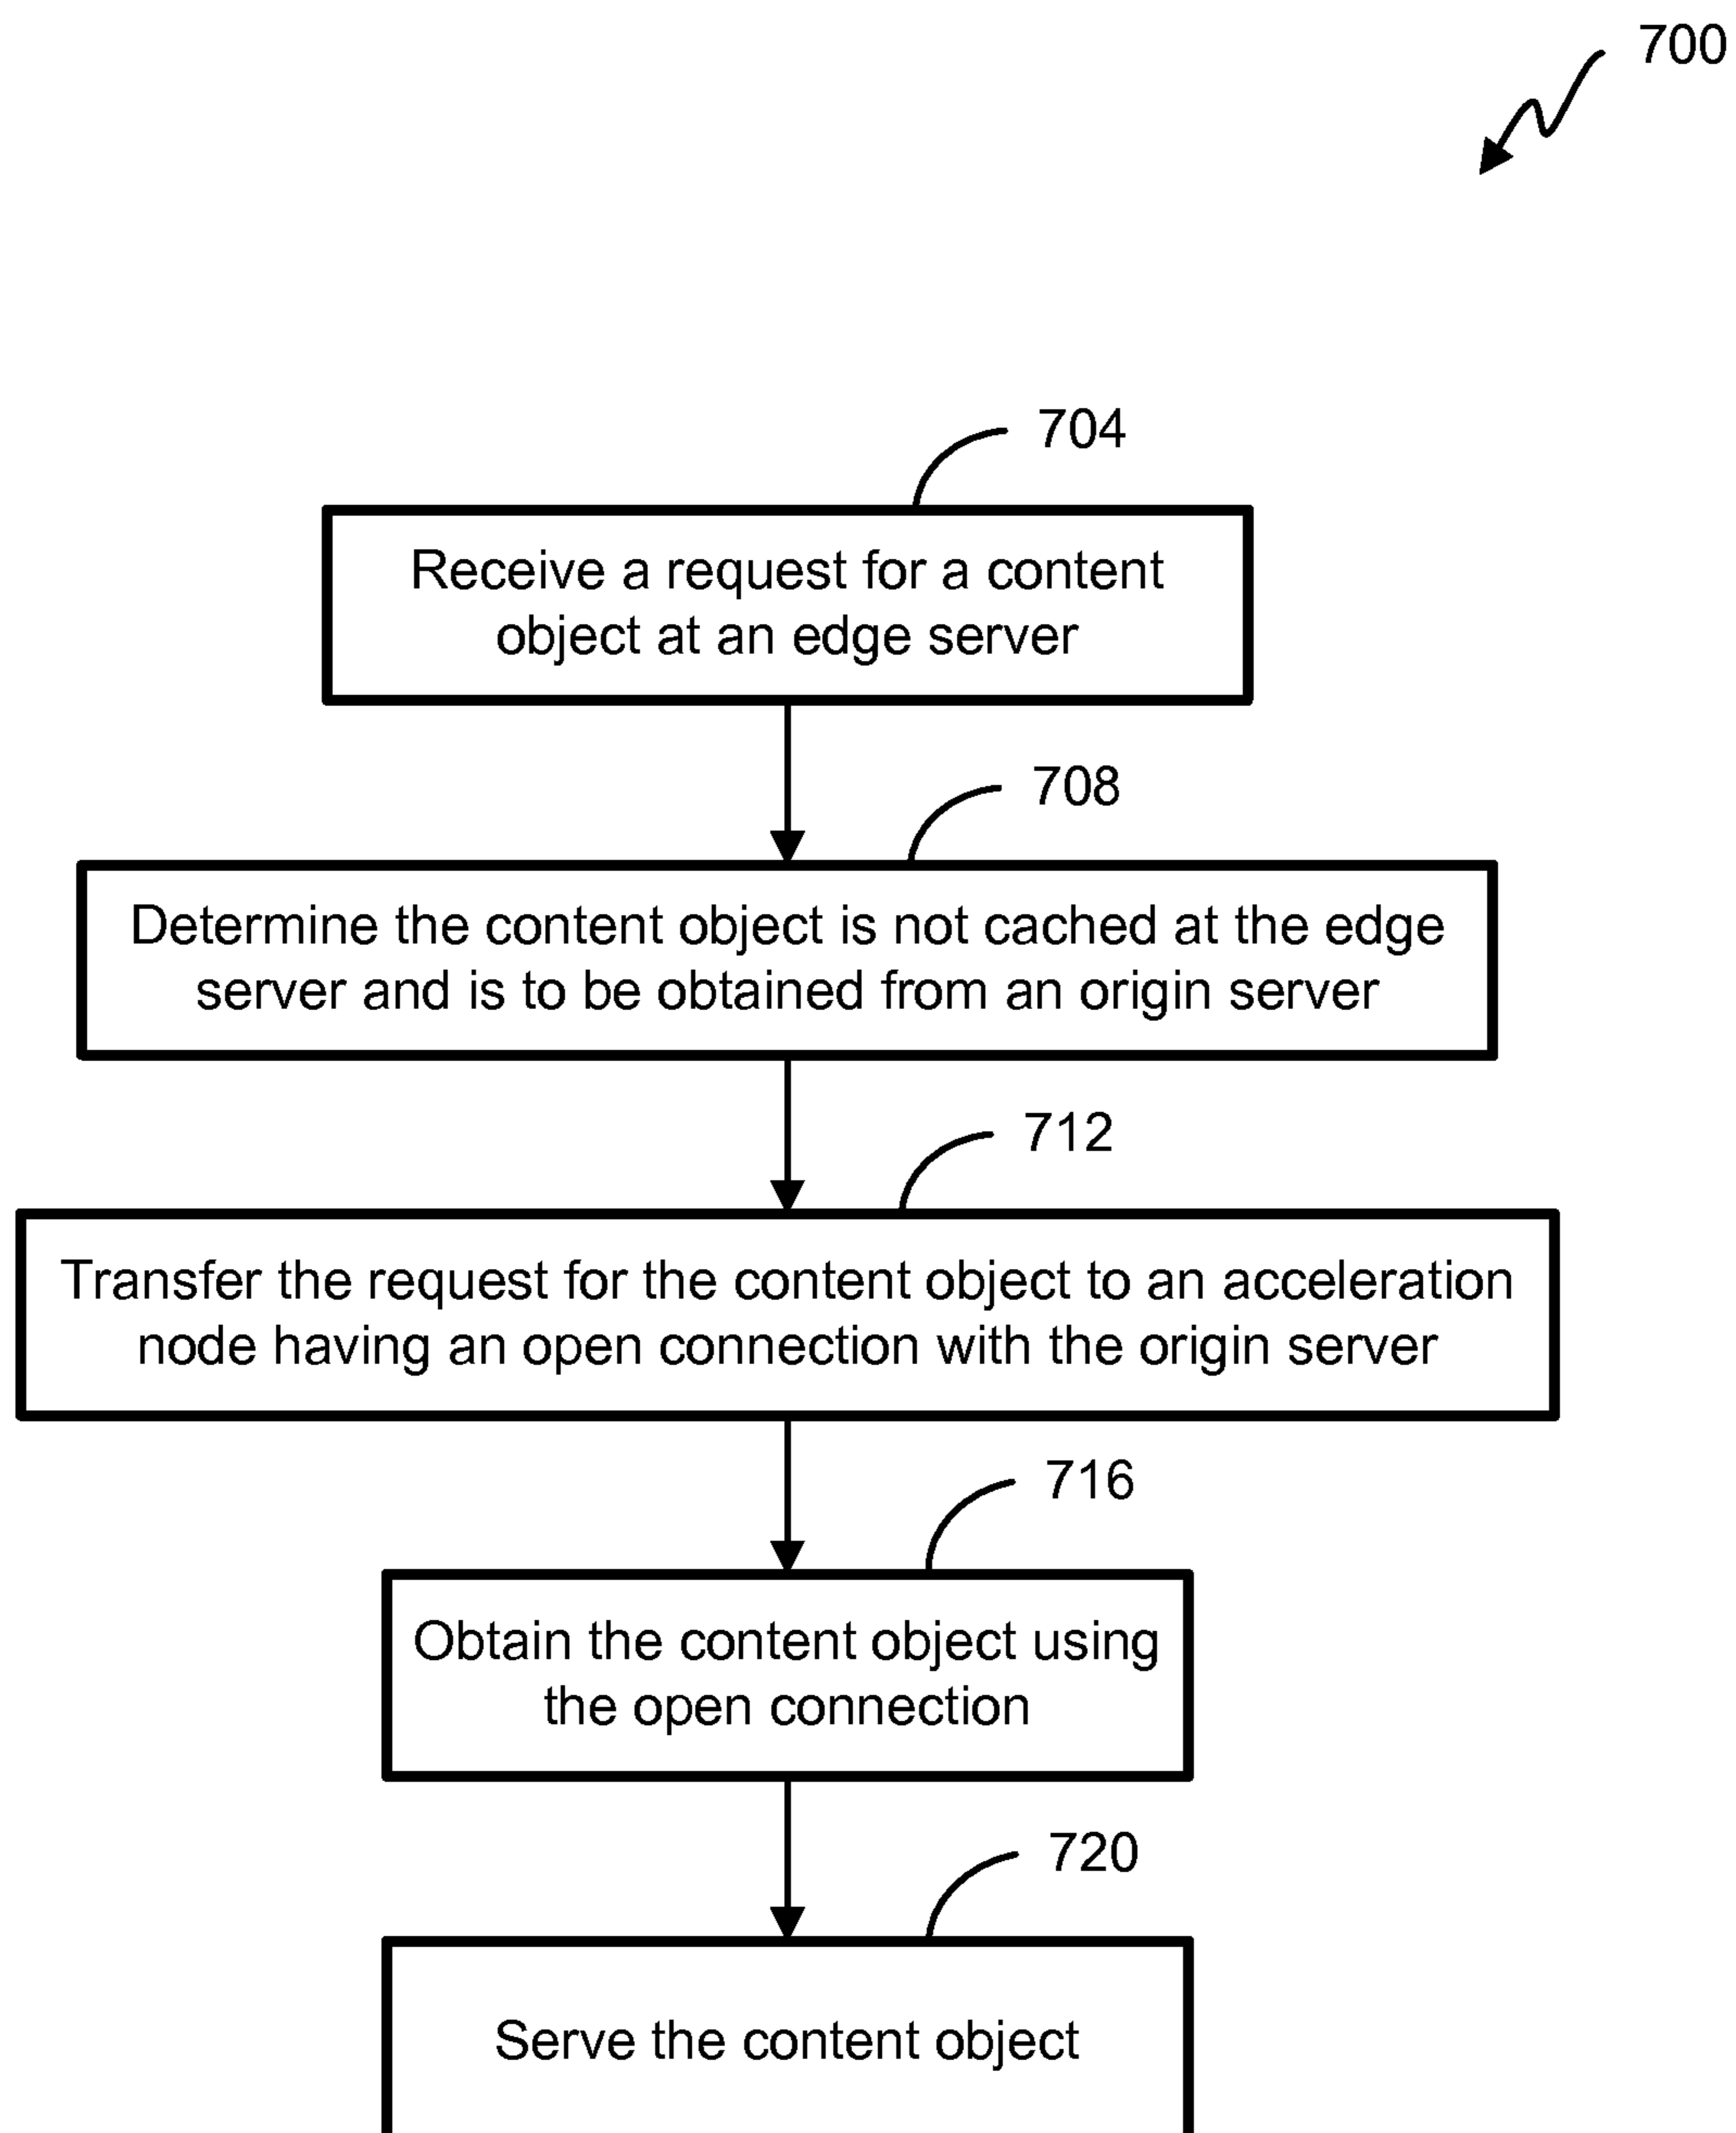 700
704
Receive a request for a content
object at an edge server
708
Determine the content object is not cached at the edge
server and is to be obtained from an origin server
712
Transfer the request for the content object to an acceleration
node having an open connection with the origin server
716
Obtain the content object using
the open connection
720
Serve the content object